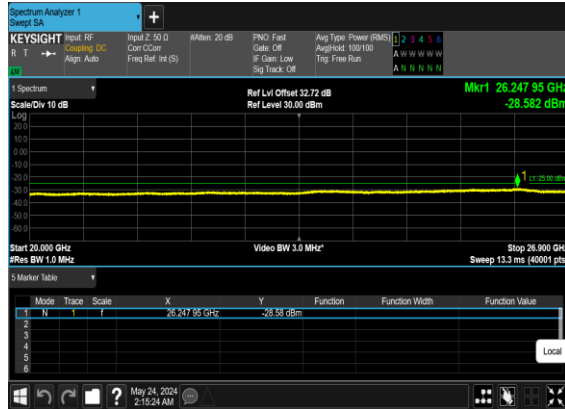 Spectrum Analyzer 1
Swept SA
+
KEYSIGHT Input: RF Input Z: 50 Ω #Atten: 20 dB PNO: Fast Avg Type: Power (RMS) 1 2 3 4 5 6
R T Coupling: DC Corr CCorr Gate: Off Avg|Hold: 100/100 A W W W W W
Align: Auto Freq Ref: Int (S) IF Gain: Low Trig: Free Run
Sig Track: Off A N N N N N
1 Spectrum Ref Lvl Offset 32.72 dB Mkr1 26.247 95 GHz
Scale/Div 10 dB Ref Level 30.00 dBm -28.582 dBm
Log
20.0
10.0
0.00
-10.0
-20.0
-30.0
-40.0
-50.0
-60.0
1
L1 -25.00 dBm
Start 20.000 GHz Video BW 3.0 MHz* Stop 26.900 GHz
#Res BW 1.0 MHz Sweep 13.3 ms (40001 pts)
5 Marker Table
Mode Trace Scale X Y Function Function Width Function Value
1 N 1 f 26.247 95 GHz -28.58 dBm
2
3
4
5
6
Local
? May 24, 2024
2:15:24 AM